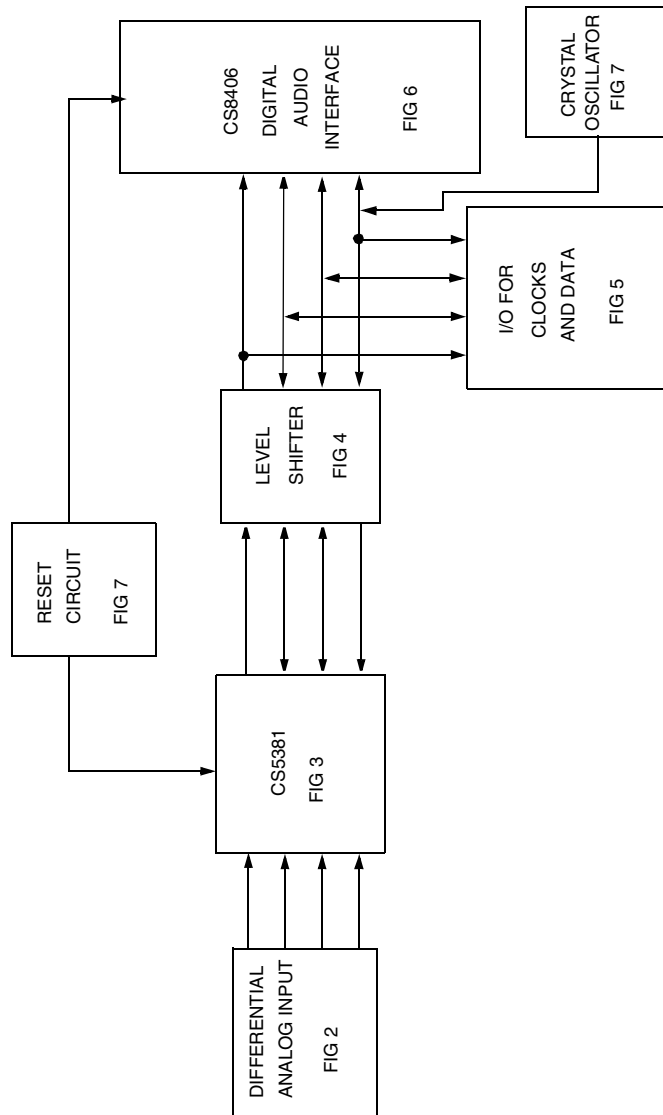 RESET
CIRCUIT
FIG 7
DIFFERENTIAL
ANALOG INPUT
FIG 2
CS5381
FIG 3
LEVEL
SHIFTER
FIG 4
CS8406
DIGITAL
AUDIO
INTERFACE
FIG 6
I/O FOR
CLOCKS
AND DATA
FIG 5
CRYSTAL
OSCILLATOR
FIG 7